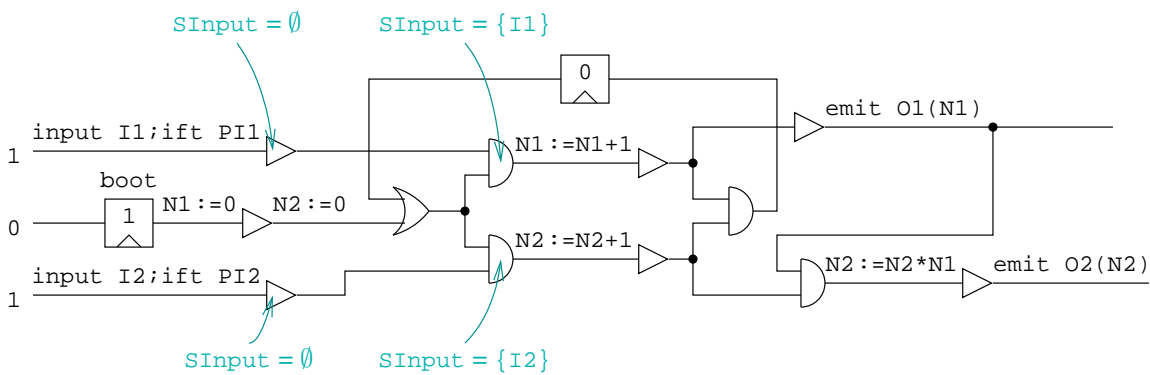 SInput = ∅
SInput = {I1}
0
emit O1(N1)
input I1;ift PI1
N1:=N1+1
1
boot
N1:=0
N2:=0
1
0
N2:=N2+1
input I2;ift PI2
N2:=N2*N1
emit O2(N2)
1
SInput = ∅
SInput = {I2}